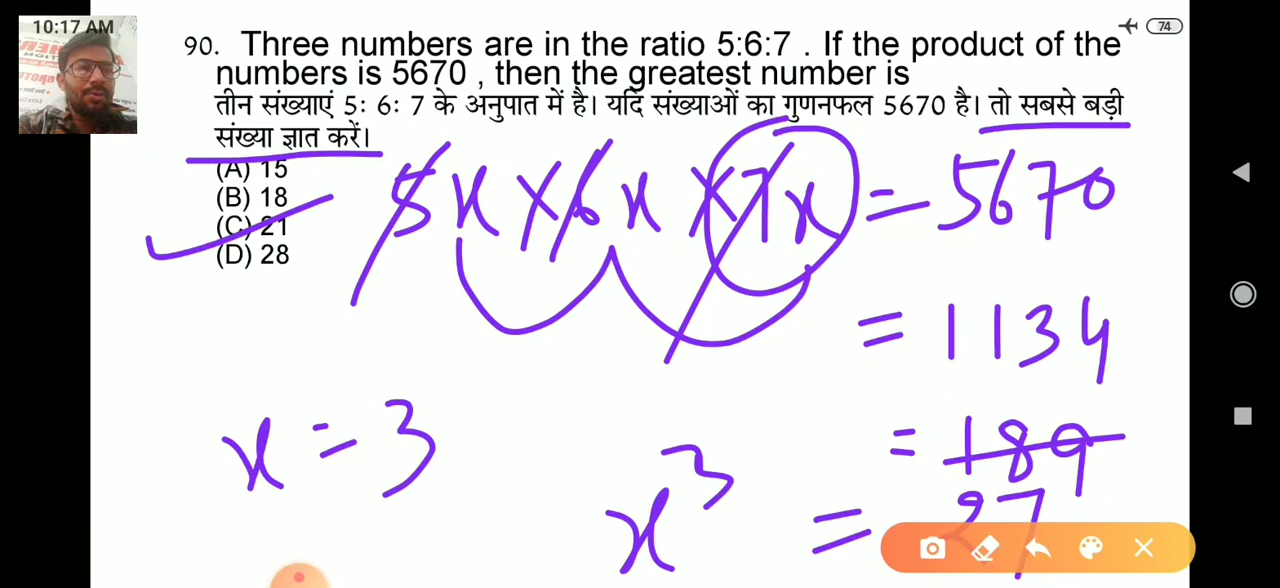 10:17 AM
74
90. Three numbers are in the ratio 5:6:7 . If the product of the
numbers is 5670 , then the greatest number is
तीन संख्याएं 5: 6: 7 के अनुपात में है। यदि संख्याओं का गुणनफल 5670 है। तो सबसे बड़ी
संख्या ज्ञात करें।
(A) 15
(B) 18
(C) 21
(D) 28
5x × 6x × 7x = 5670
= 1134
= 189
x = 3
x³ = 27